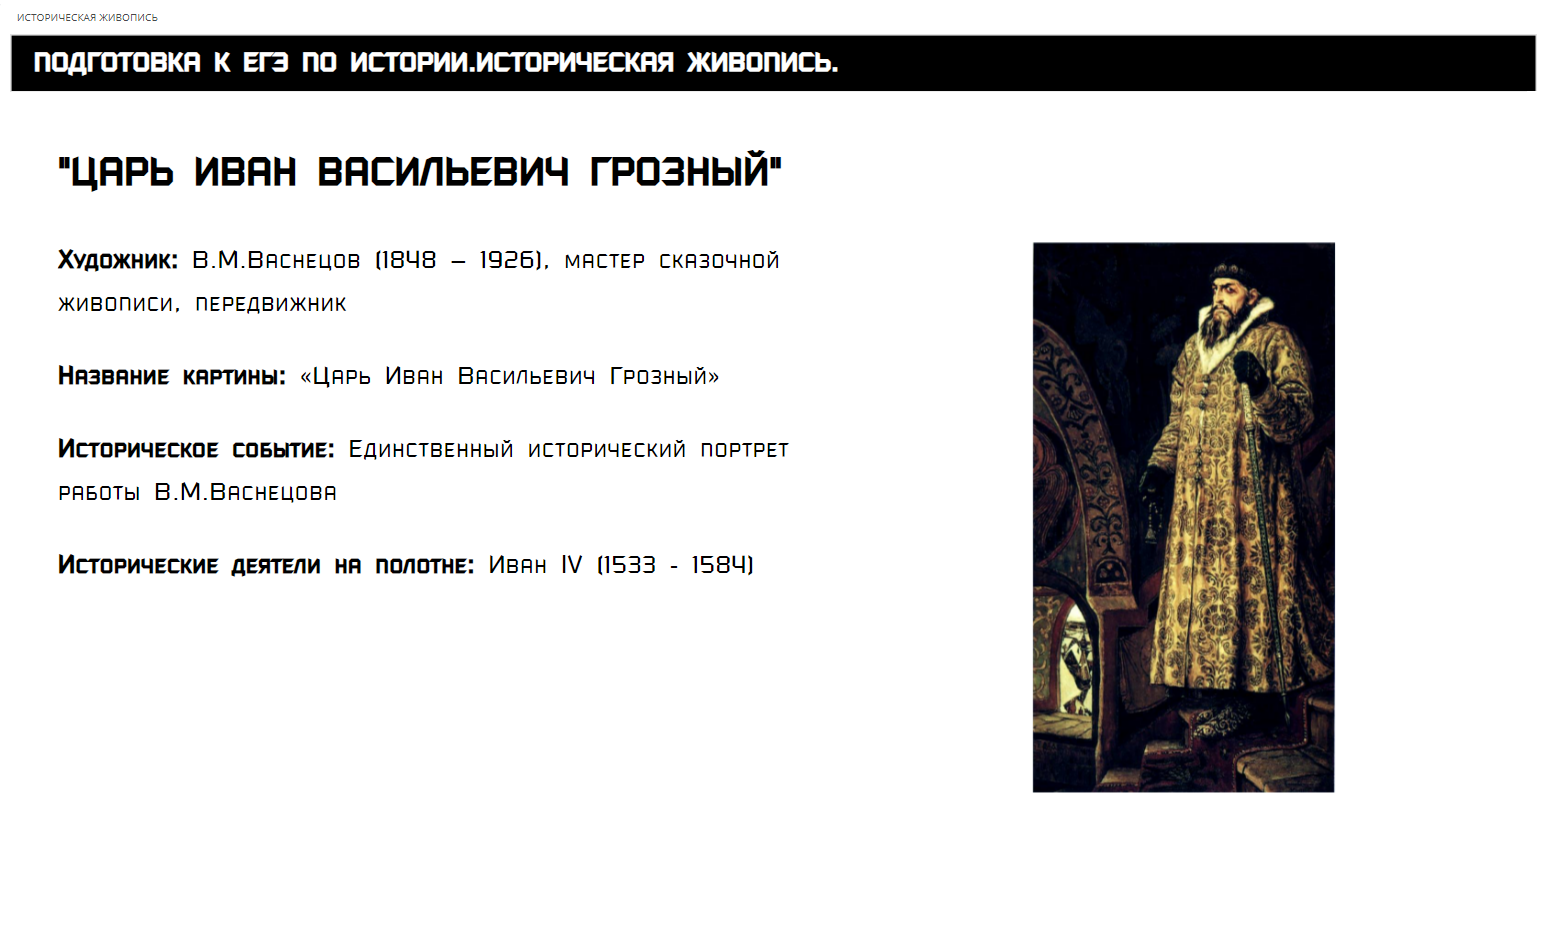 ИСТОРИЧЕСКАЯ ЖИВОПИСЬ
ПОДГОТОВКА К ЕГЭ ПО ИСТОРИИ.ИСТОРИЧЕСКАЯ ЖИВОПИСЬ.
"ЦАРЬ ИВАН ВАСИЛЬЕВИЧ ГРОЗНЫЙ"
Художник: В.М.Васнецов (1848 – 1926), мастер сказочной
живописи, передвижник
Название картины: «Царь Иван Васильевич Грозный»
Историческое событие: Единственный исторический портрет
работы В.М.Васнецова
Исторические деятели на полотне: Иван IV (1533 - 1584)